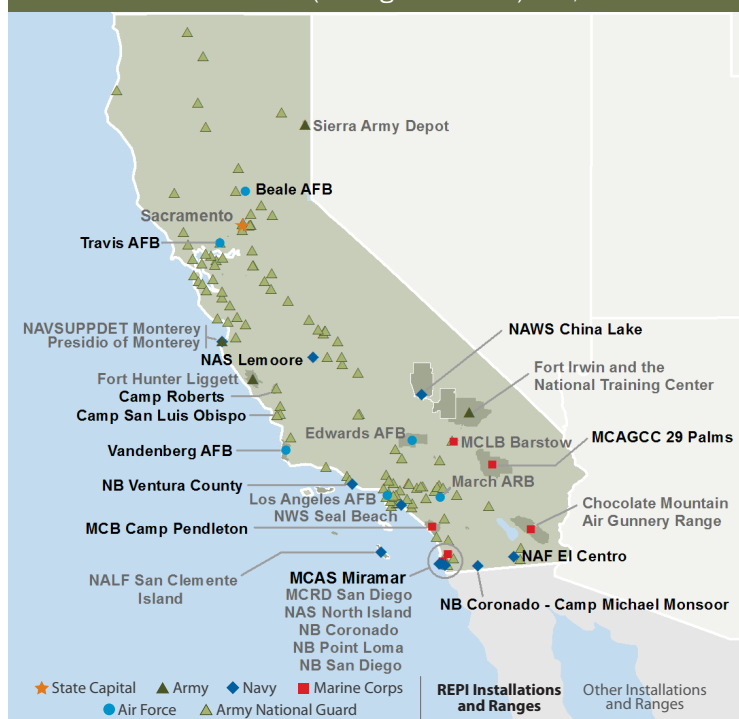 Sierra Army Depot
Beale AFB
Sacramento
Travis AFB
NAVSUPPDET Monterey
Presidio of Monterey
NAS Lemoore
NAWS China Lake
Fort Hunter Liggett
Fort Irwin and the
National Training Center
Camp Roberts
Camp San Luis Obispo
Edwards AFB
MCLB Barstow
MCAGCC 29 Palms
Vandenberg AFB
NB Ventura County
March ARB
Los Angeles AFB
NWS Seal Beach
Chocolate Mountain
Air Gunnery Range
MCB Camp Pendleton
NAF El Centro
NALF San Clemente
Island
MCAS Miramar
MCRD San Diego
NAS North Island
NB Coronado
NB Point Loma
NB San Diego
NB Coronado - Camp Michael Monsoor
State Capital
Army
Navy
Marine Corps
Air Force
Army National Guard
REPI Installations
and Ranges
Other Installations
and Ranges